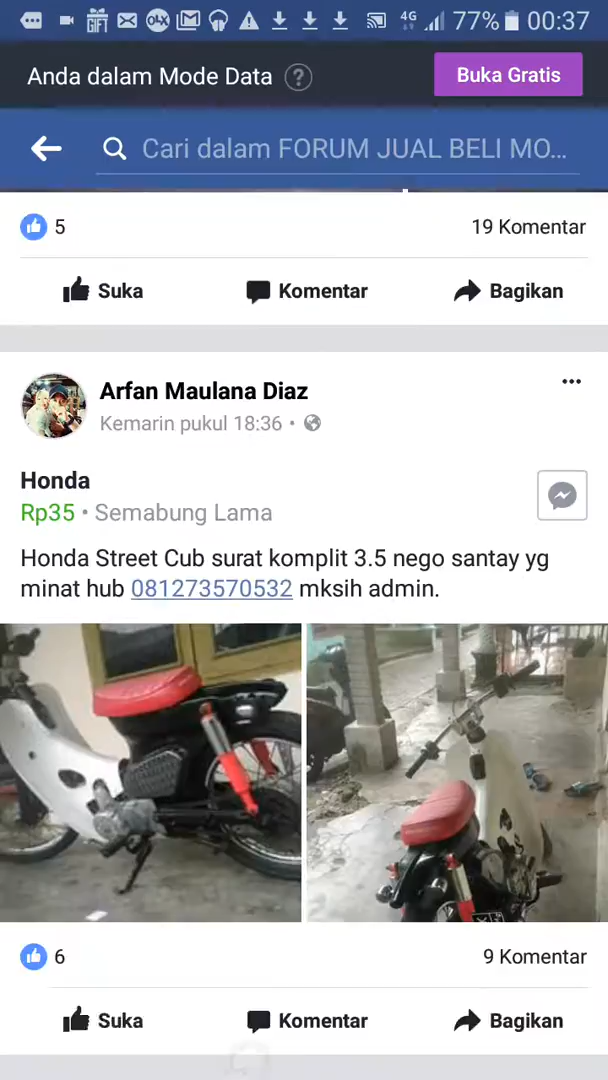 4G 77% 00:37
Anda dalam Mode Data ?
Buka Gratis
Cari dalam FORUM JUAL BELI MO...
5
19 Komentar
Suka
Komentar
Bagikan
Arfan Maulana Diaz
Kemarin pukul 18:36
Honda
Rp35 • Semabung Lama
Honda Street Cub surat komplit 3.5 nego santay yg
minat hub 081273570532 mksih admin.
6
9 Komentar
Suka
Komentar
Bagikan